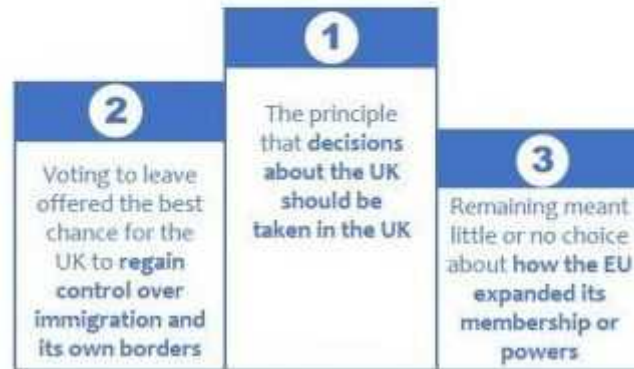 1
The principle
that decisions
about the UK
should be
taken in the UK
2
Voting to leave
offered the best
chance for the
UK to regain
control over
immigration and
its own borders
3
Remaining meant
little or no choice
about how the EU
expanded its
membership or
powers